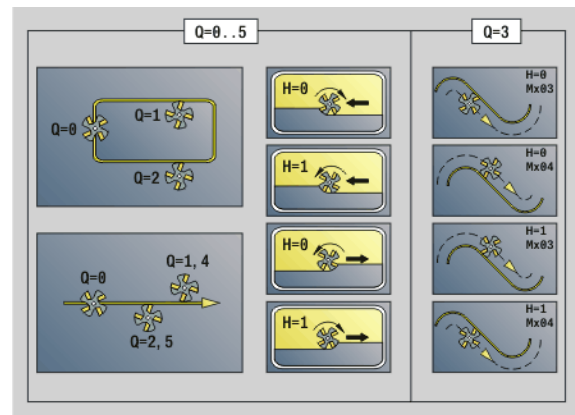 Q=0..5
Q=3
Q=0
Q=1
Q=2
Q=0
Q=1, 4
Q=2, 5
H=0
H=1
H=0
H=1
H=0
Mx03
H=0
Mx04
H=1
Mx03
H=1
Mx04